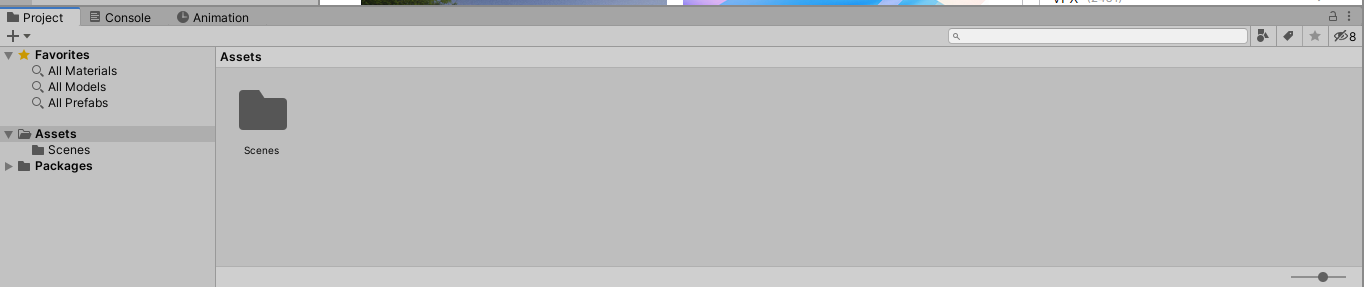 Project Console Animation
8
Favorites
Assets
All Materials
All Models
All Prefabs
Assets
Scenes
Scenes
Packages